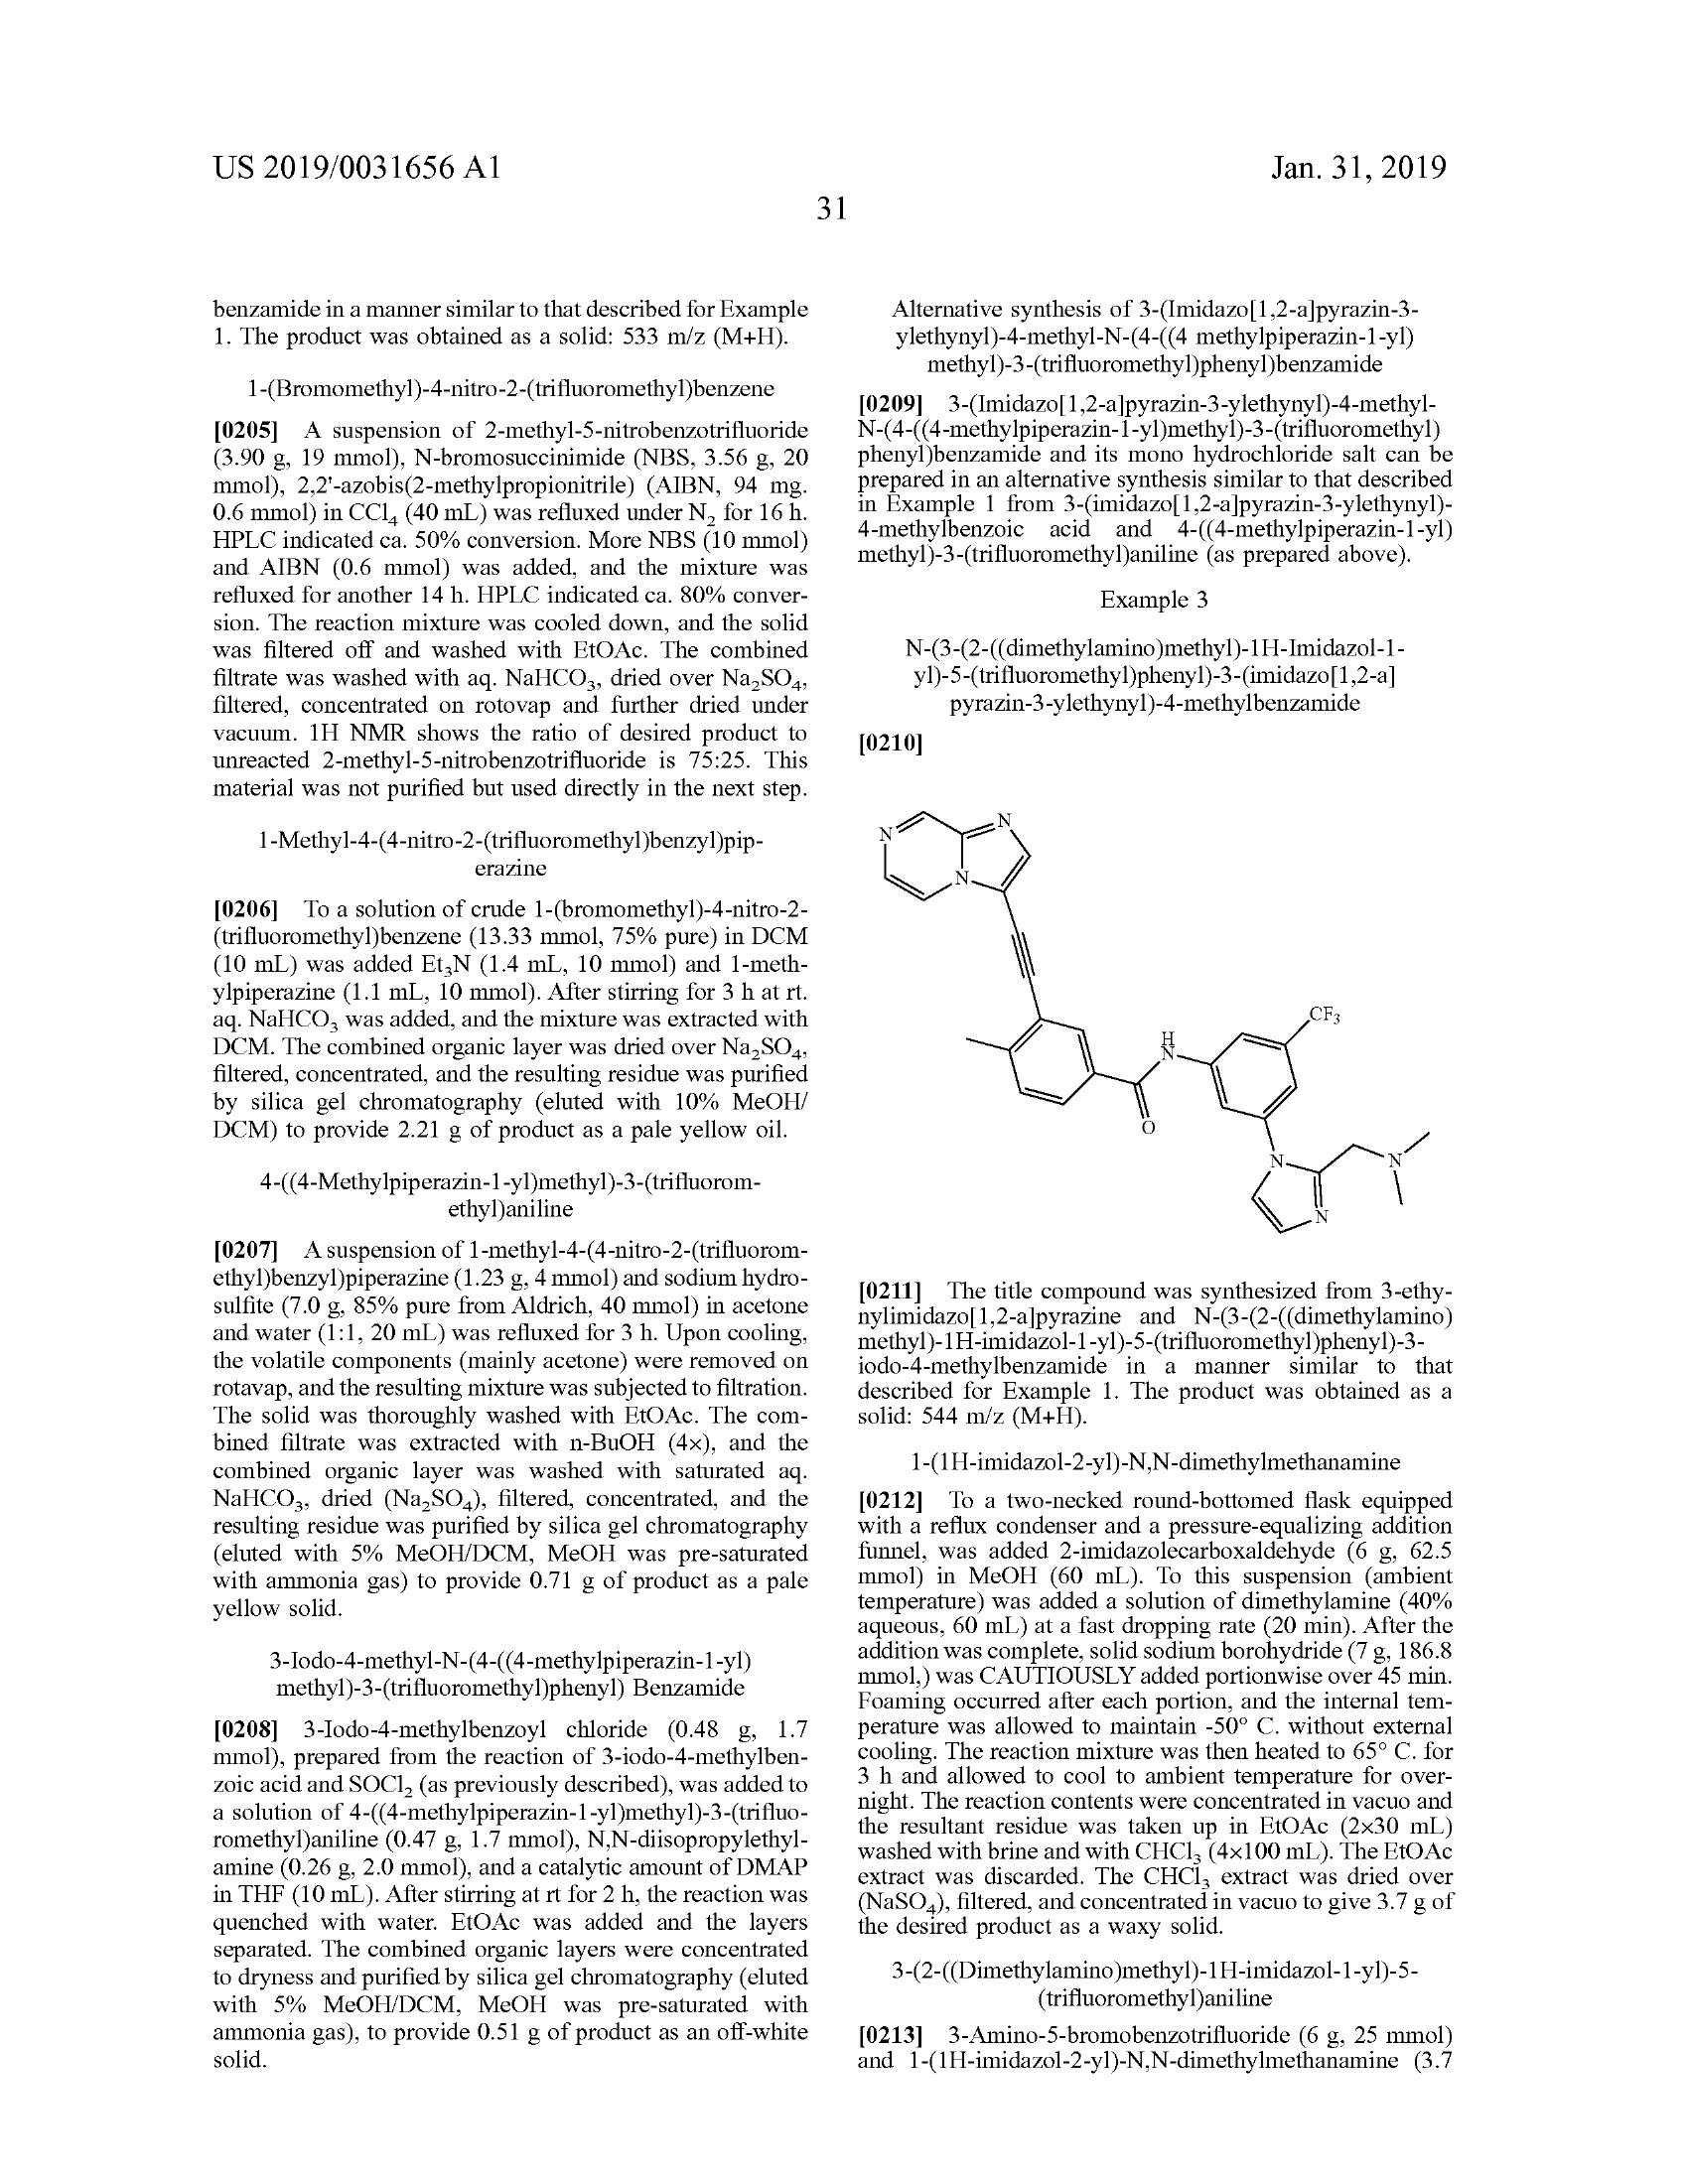 US 2019/0031656 A1
Jan. 31, 2019
31
benzamide in a manner similar to that described for Example
1. The product was obtained as a solid: 533 m/z (M+H).
1-(Bromomethyl)-4-nitro-2-(trifluoromethyl)benzene
[0205] A suspension of 2-methyl-5-nitrobenzotrifluoride
(3.90 g, 19 mmol), N-bromosuccinimide (NBS, 3.56 g, 20
mmol), 2,2'-azobis(2-methylpropionitrile) (AIBN, 94 mg.
0.6 mmol) in CCl₄ (40 mL) was refluxed under N₂ for 16 h.
HPLC indicated ca. 50% conversion. More NBS (10 mmol)
and AIBN (0.6 mmol) was added, and the mixture was
refluxed for another 14 h. HPLC indicated ca. 80% conver-
sion. The reaction mixture was cooled down, and the solid
was filtered off and washed with EtOAc. The combined
filtrate was washed with aq. NaHCO₃, dried over Na₂SO₄,
filtered, concentrated on rotovap and further dried under
vacuum. 1H NMR shows the ratio of desired product to
unreacted 2-methyl-5-nitrobenzotrifluoride is 75:25. This
material was not purified but used directly in the next step.
1-Methyl-4-(4-nitro-2-(trifluoromethyl)benzyl)pip-
erazine
[0206] To a solution of crude 1-(bromomethyl)-4-nitro-2-
(trifluoromethyl)benzene (13.33 mmol, 75% pure) in DCM
(10 mL) was added Et₃N (1.4 mL, 10 mmol) and 1-meth-
ylpiperazine (1.1 mL, 10 mmol). After stirring for 3 h at rt.
aq. NaHCO₃ was added, and the mixture was extracted with
DCM. The combined organic layer was dried over Na₂SO₄,
filtered, concentrated, and the resulting residue was purified
by silica gel chromatography (eluted with 10% MeOH/
DCM) to provide 2.21 g of product as a pale yellow oil.
4-((4-Methylpiperazin-1-yl)methyl)-3-(trifluorom-
ethyl)aniline
[0207] A suspension of 1-methyl-4-(4-nitro-2-(trifluorom-
ethyl)benzyl)piperazine (1.23 g, 4 mmol) and sodium hydro-
sulfite (7.0 g, 85% pure from Aldrich, 40 mmol) in acetone
and water (1:1, 20 mL) was refluxed for 3 h. Upon cooling,
the volatile components (mainly acetone) were removed on
rotavap, and the resulting mixture was subjected to filtration.
The solid was thoroughly washed with EtOAc. The com-
bined filtrate was extracted with n-BuOH (4x), and the
combined organic layer was washed with saturated aq.
NaHCO₃, dried (Na₂SO₄), filtered, concentrated, and the
resulting residue was purified by silica gel chromatography
(eluted with 5% MeOH/DCM, MeOH was pre-saturated
with ammonia gas) to provide 0.71 g of product as a pale
yellow solid.
3-Iodo-4-methyl-N-(4-((4-methylpiperazin-1-yl)
methyl)-3-(trifluoromethyl)phenyl) Benzamide
[0208] 3-Iodo-4-methylbenzoyl chloride (0.48 g, 1.7
mmol), prepared from the reaction of 3-iodo-4-methylben-
zoic acid and SOCl₂ (as previously described), was added to
a solution of 4-((4-methylpiperazin-1-yl)methyl)-3-(trifluo-
romethyl)aniline (0.47 g, 1.7 mmol), N,N-diisopropylethyl-
amine (0.26 g, 2.0 mmol), and a catalytic amount of DMAP
in THF (10 mL). After stirring at rt for 2 h, the reaction was
quenched with water. EtOAc was added and the layers
separated. The combined organic layers were concentrated
to dryness and purified by silica gel chromatography (eluted
with 5% MeOH/DCM, MeOH was pre-saturated with
ammonia gas), to provide 0.51 g of product as an off-white
solid.
Alternative synthesis of 3-(Imidazo[1,2-a]pyrazin-3-
ylethynyl)-4-methyl-N-(4-((4 methylpiperazin-1-yl)
methyl)-3-(trifluoromethyl)phenyl)benzamide
[0209] 3-(Imidazo[1,2-a]pyrazin-3-ylethynyl)-4-methyl-
N-(4-((4-methylpiperazin-1-yl)methyl)-3-(trifluoromethyl)
phenyl)benzamide and its mono hydrochloride salt can be
prepared in an alternative synthesis similar to that described
in Example 1 from 3-(imidazo[1,2-a]pyrazin-3-ylethynyl)-
4-methylbenzoic acid and 4-((4-methylpiperazin-1-yl)
methyl)-3-(trifluoromethyl)aniline (as prepared above).
Example 3
N-(3-(2-((dimethylamino)methyl)-1H-Imidazol-1-
yl)-5-(trifluoromethyl)phenyl)-3-(imidazo[1,2-a]
pyrazin-3-ylethynyl)-4-methylbenzamide
[0210]
N
N
N
CF₃
H
N
O
N
N
N
[0211] The title compound was synthesized from 3-ethy-
nylimidazo[1,2-a]pyrazine and N-(3-(2-((dimethylamino)
methyl)-1H-imidazol-1-yl)-5-(trifluoromethyl)phenyl)-3-
iodo-4-methylbenzamide in a manner similar to that
described for Example 1. The product was obtained as a
solid: 544 m/z (M+H).
1-(1H-imidazol-2-yl)-N,N-dimethylmethanamine
[0212] To a two-necked round-bottomed flask equipped
with a reflux condenser and a pressure-equalizing addition
funnel, was added 2-imidazolecarboxaldehyde (6 g, 62.5
mmol) in MeOH (60 mL). To this suspension (ambient
temperature) was added a solution of dimethylamine (40%
aqueous, 60 mL) at a fast dropping rate (20 min). After the
addition was complete, solid sodium borohydride (7 g, 186.8
mmol,) was CAUTIOUSLY added portionwise over 45 min.
Foaming occurred after each portion, and the internal tem-
perature was allowed to maintain -50° C. without external
cooling. The reaction mixture was then heated to 65° C. for
3 h and allowed to cool to ambient temperature for over-
night. The reaction contents were concentrated in vacuo and
the resultant residue was taken up in EtOAc (2x30 mL)
washed with brine and with CHCl₃ (4x100 mL). The EtOAc
extract was discarded. The CHCl₃ extract was dried over
(NaSO₄), filtered, and concentrated in vacuo to give 3.7 g of
the desired product as a waxy solid.
3-(2-((Dimethylamino)methyl)-1H-imidazol-1-yl)-5-
(trifluoromethyl)aniline
[0213] 3-Amino-5-bromobenzotrifluoride (6 g, 25 mmol)
and 1-(1H-imidazol-2-yl)-N,N-dimethylmethanamine (3.7